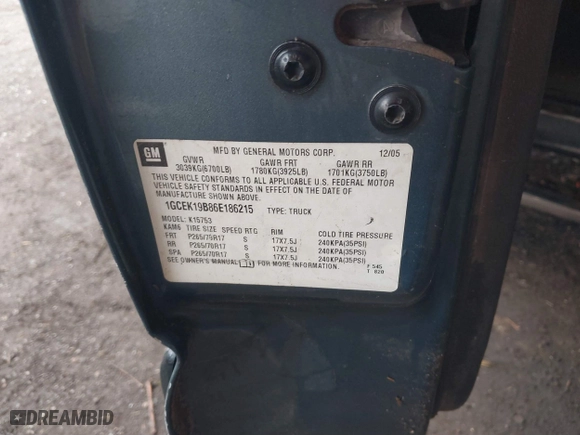 GM
MFD BY GENERAL MOTORS CORP. 12/05
GVWR GAWR FRT GAWR RR
3039KG(6700LB) 1780KG(3925LB) 1701KG(3750LB)
THIS VEHICLE CONFORMS TO ALL APPLICABLE U.S. FEDERAL MOTOR
VEHICLE SAFETY STANDARDS IN EFFECT ON THE DATE OF
MANUFACTURE SHOWN ABOVE.
1GCEK19B86E186215 TYPE: TRUCK
MODEL: K15753
KAM6 TIRE SIZE SPEED RTG RIM COLD TIRE PRESSURE
FRT P265/70R17 S 17X7.5J 240KPA(35PSI)
RR P265/70R17 S 17X7.5J 240KPA(35PSI)
SPA P265/70R17 S 17X7.5J 240KPA(35PSI)
SEE OWNER'S MANUAL FOR MORE INFORMATION. F 545
T 020
DREAMBID